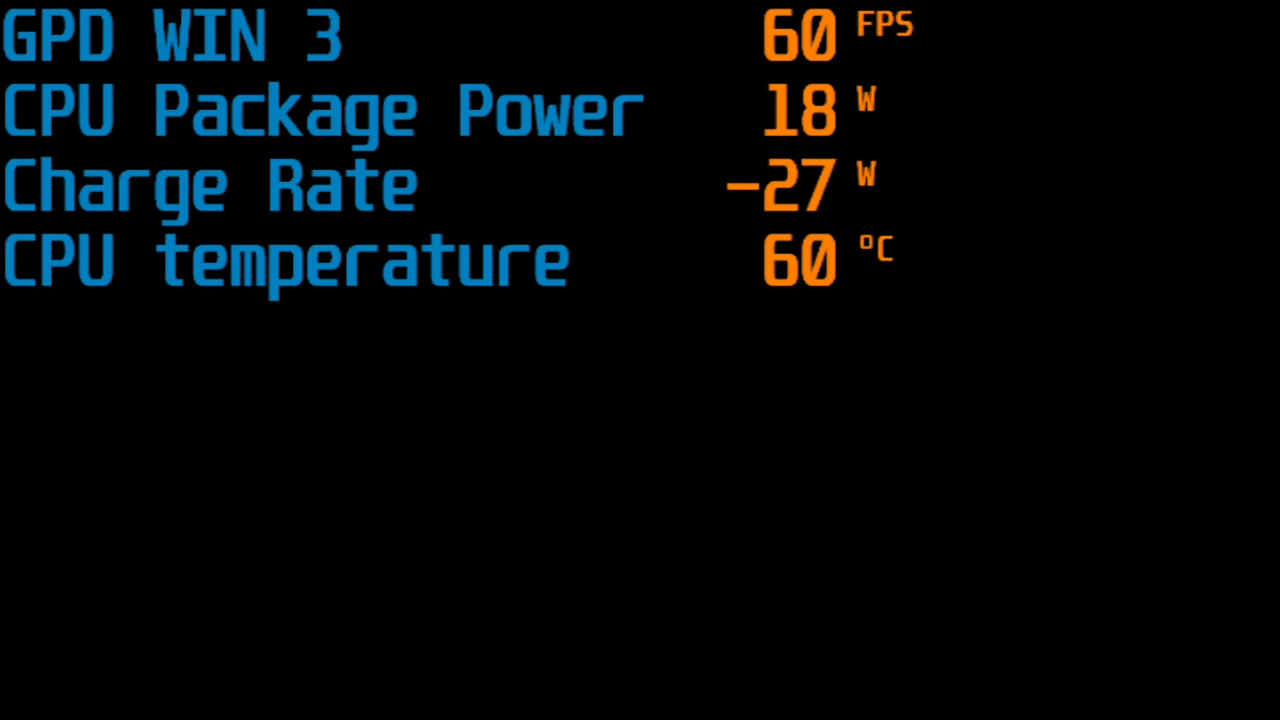 GPD WIN 3 60 FPS
CPU Package Power 18 W
Charge Rate -27 W
CPU temperature 60 °C